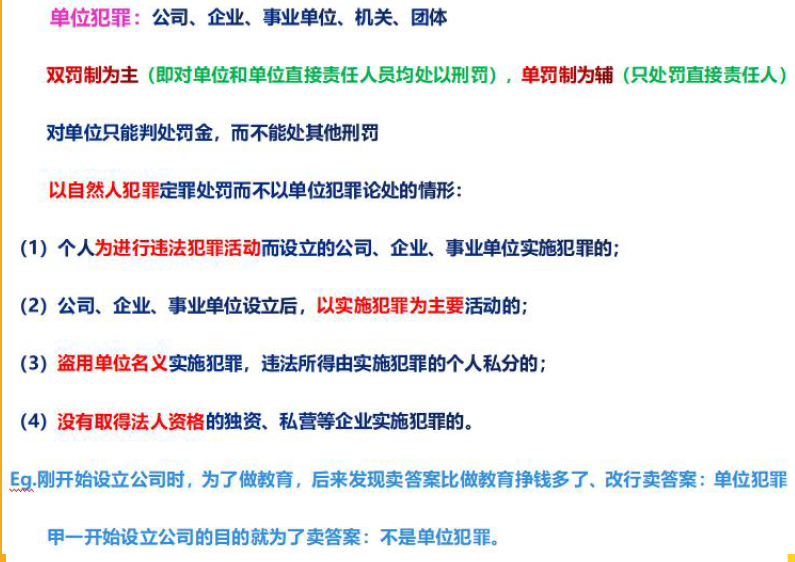 单位犯罪：公司、企业、事业单位、机关、团体
双罚制为主（即对单位和单位直接责任人员均处以刑罚），单罚制为辅（只处罚直接责任人）
对单位只能判处罚金，而不能处其他刑罚
以自然人犯罪定罪处罚而不以单位犯罪论处的情形：
（1）个人为进行违法犯罪活动而设立的公司、企业、事业单位实施犯罪的；
（2）公司、企业、事业单位设立后，以实施犯罪为主要活动的；
（3）盗用单位名义实施犯罪，违法所得由实施犯罪的个人私分的；
（4）没有取得法人资格的独资、私营等企业实施犯罪的。
Eg.刚开始设立公司时，为了做教育，后来发现卖答案比做教育挣钱多了、改行卖答案：单位犯罪
甲一开始设立公司的目的就为了卖答案：不是单位犯罪。